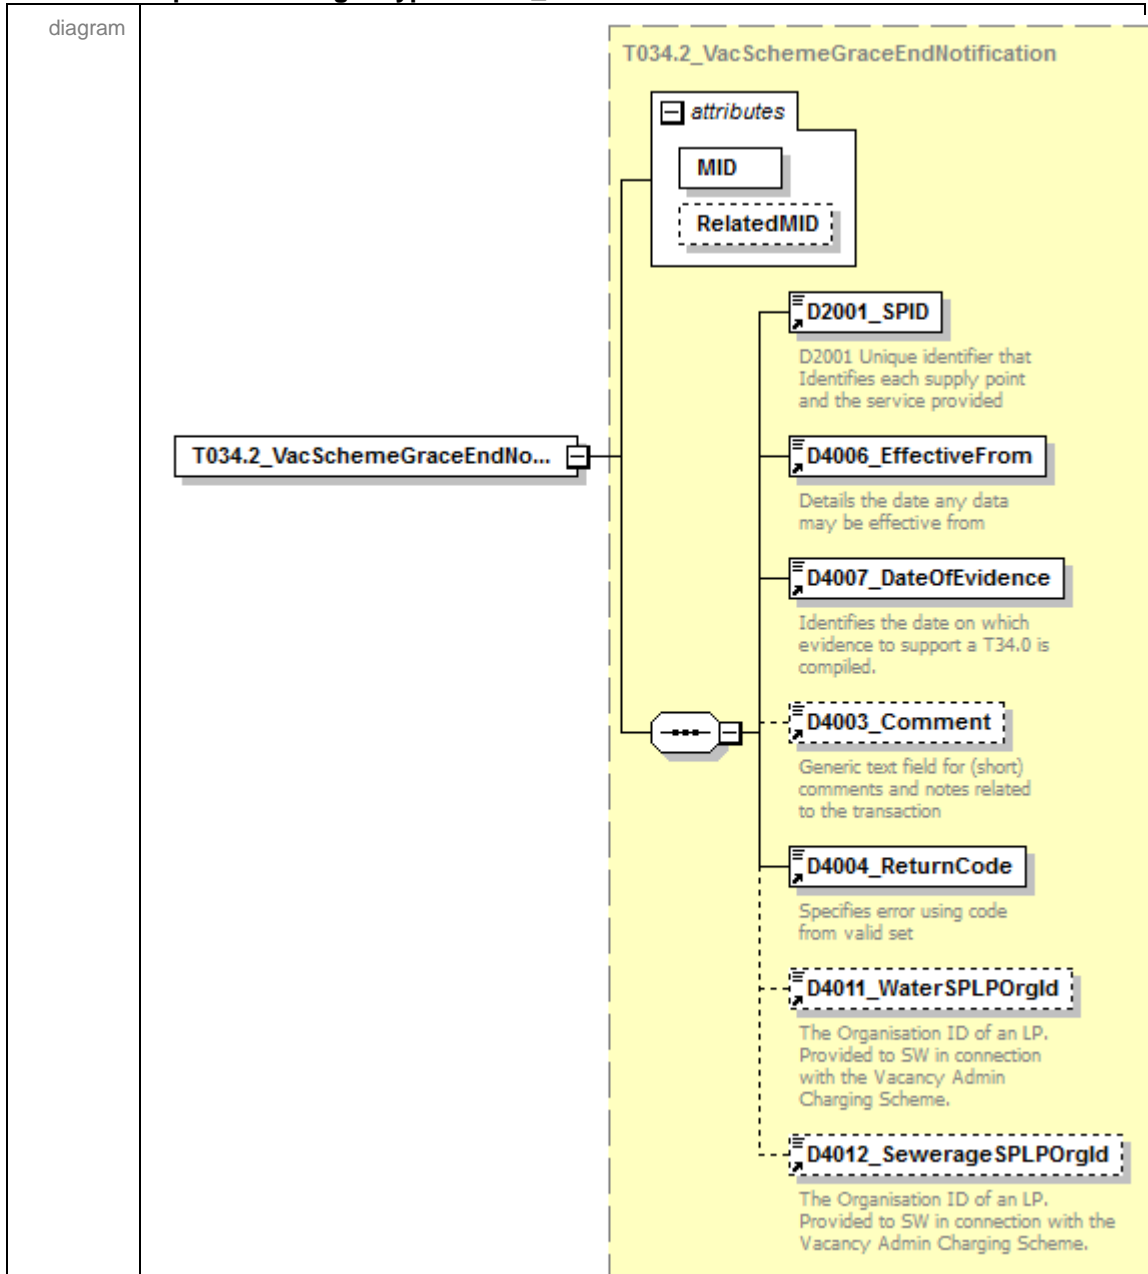 diagram
T034.2_VacSchemeGraceEndNotification
attributes
MID
RelatedMID
D2001_SPID
D2001 Unique identifier that
Identifies each supply point
and the service provided
T034.2_VacSchemeGraceEndNo...
D4006_EffectiveFrom
Details the date any data
may be effective from
D4007_DateOfEvidence
Identifies the date on which
evidence to support a T34.0 is
compiled.
D4003_Comment
Generic text field for (short)
comments and notes related
to the transaction
D4004_ReturnCode
Specifies error using code
from valid set
D4011_WaterSPLPOrgId
The Organisation ID of an LP.
Provided to SW in connection
with the Vacancy Admin
Charging Scheme.
D4012_SewerageSPLPOrgId
The Organisation ID of an LP.
Provided to SW in connection with the
Vacancy Admin Charging Scheme.